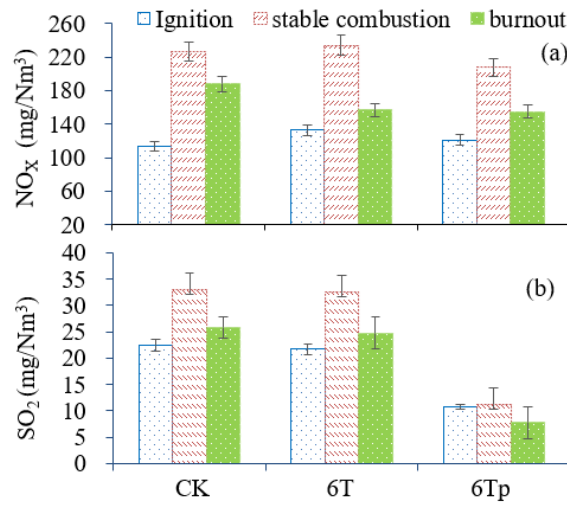 Ignition stable combustion burnout
260
220
180
140
100
60
20
NOX (mg/Nm³)
(a)
40
35
30
25
20
15
10
5
0
SO₂ (mg/Nm³)
(b)
CK 6T 6Tp